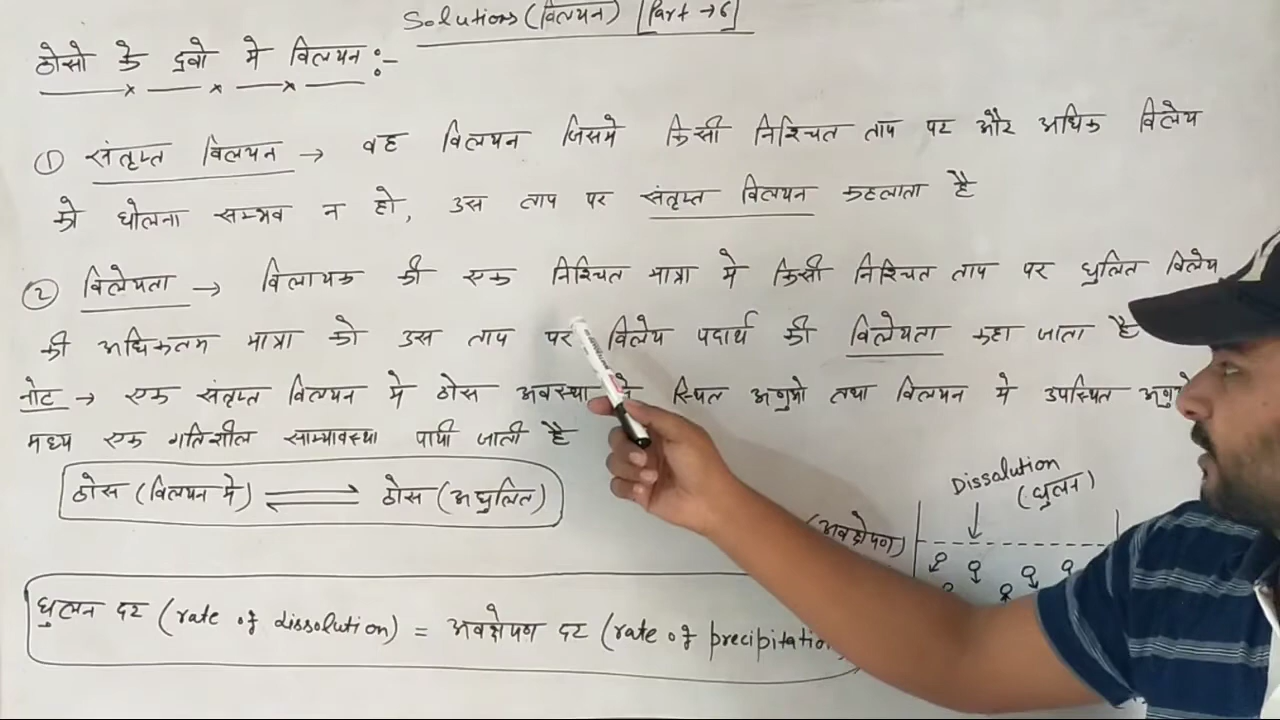 Solutions (विलयन) [Part → 6]
ठोसो के द्रवो मे विलयन :-
① संतृप्त विलयन → वह विलयन जिसमे किसी निश्चित ताप पर और अधिक विलेय
को घोलना सम्भव न हो, उस ताप पर संतृप्त विलयन कहलाता है
② विलेयता → विलायक की एक निश्चित मात्रा मे किसी निश्चित ताप पर घुलित विलेय
की अधिकतम मात्रा को उस ताप पर विलेय पदार्थ की विलेयता कहा जाता है
नोट → एक संतृप्त विलयन मे ठोस अवस्था मे स्थित अणुओ तथा विलयन मे उपस्थित
मध्य एक गतिशील साम्यावस्था पायी जाती है
ठोस (विलयन मे) ⇌ ठोस (अघुलित)
Dissolution
(घुलन)
(अवक्षेपण)
घुलन दर (rate of dissolution) = अवक्षेपण दर (rate of precipitation